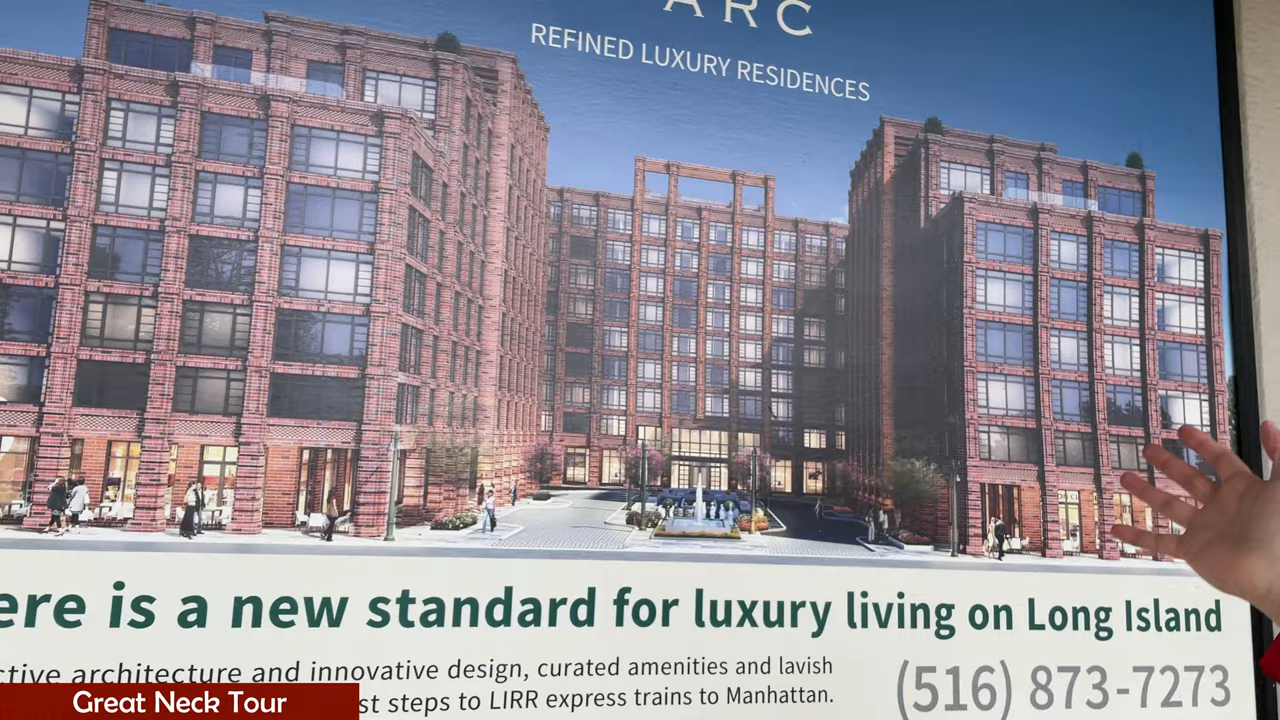 ARC
REFINED LUXURY RESIDENCES
ere is a new standard for luxury living on Long Island
ctive architecture and innovative design, curated amenities and lavish
st steps to LIRR express trains to Manhattan.
(516) 873-7273
Great Neck Tour